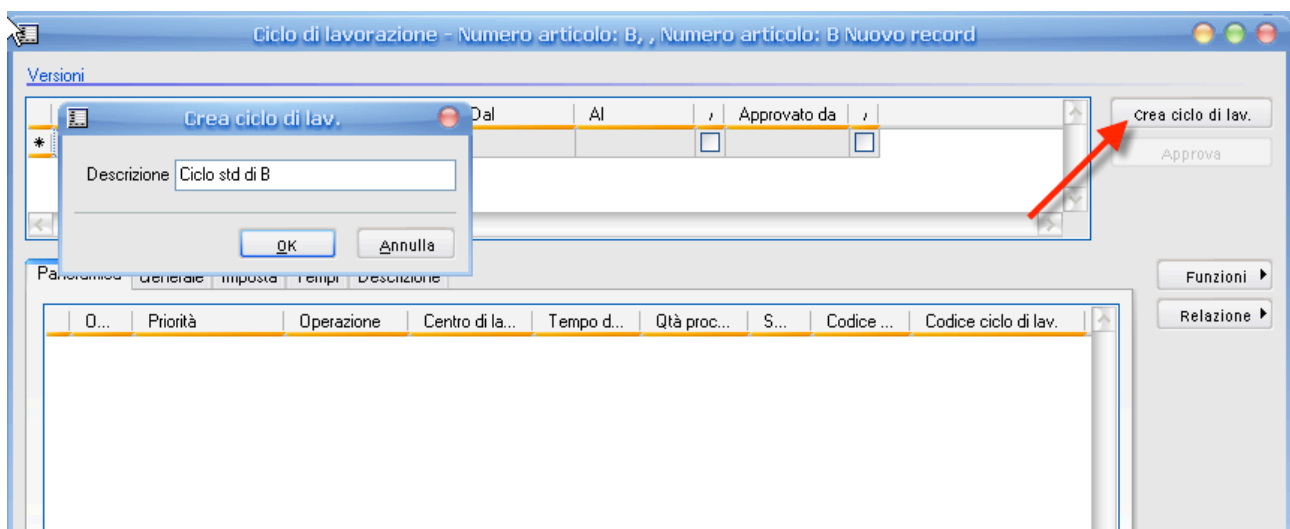 Ciclo di lavorazione - Numero articolo: B, , Numero articolo: B Nuovo record
Versioni
Dal Al Approvato da
Crea ciclo di lav.
Approva
*
Crea ciclo di lav.
Descrizione Ciclo std di B
OK Annulla
Generale Imposta Tempi Descrizione
Funzioni
Relazione
O... Priorità Operazione Centro di la... Tempo d... Qtà proc... S... Codice ... Codice ciclo di lav.